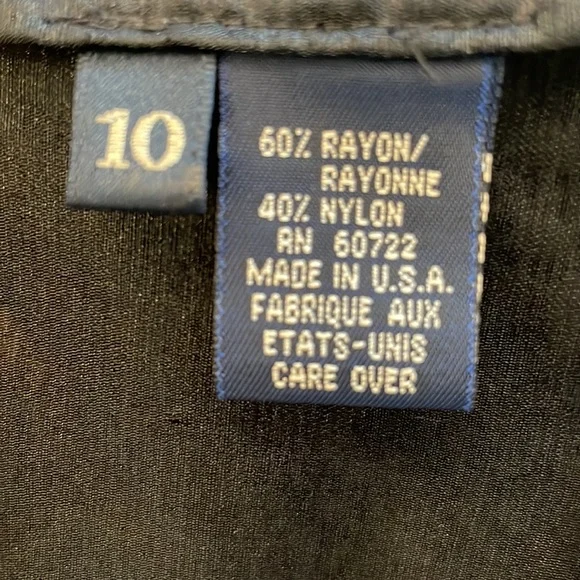 10
60% RAYON/
RAYONNE
40% NYLON
RN 60722
MADE IN U.S.A.
FABRIQUE AUX
ETATS-UNIS
CARE OVER